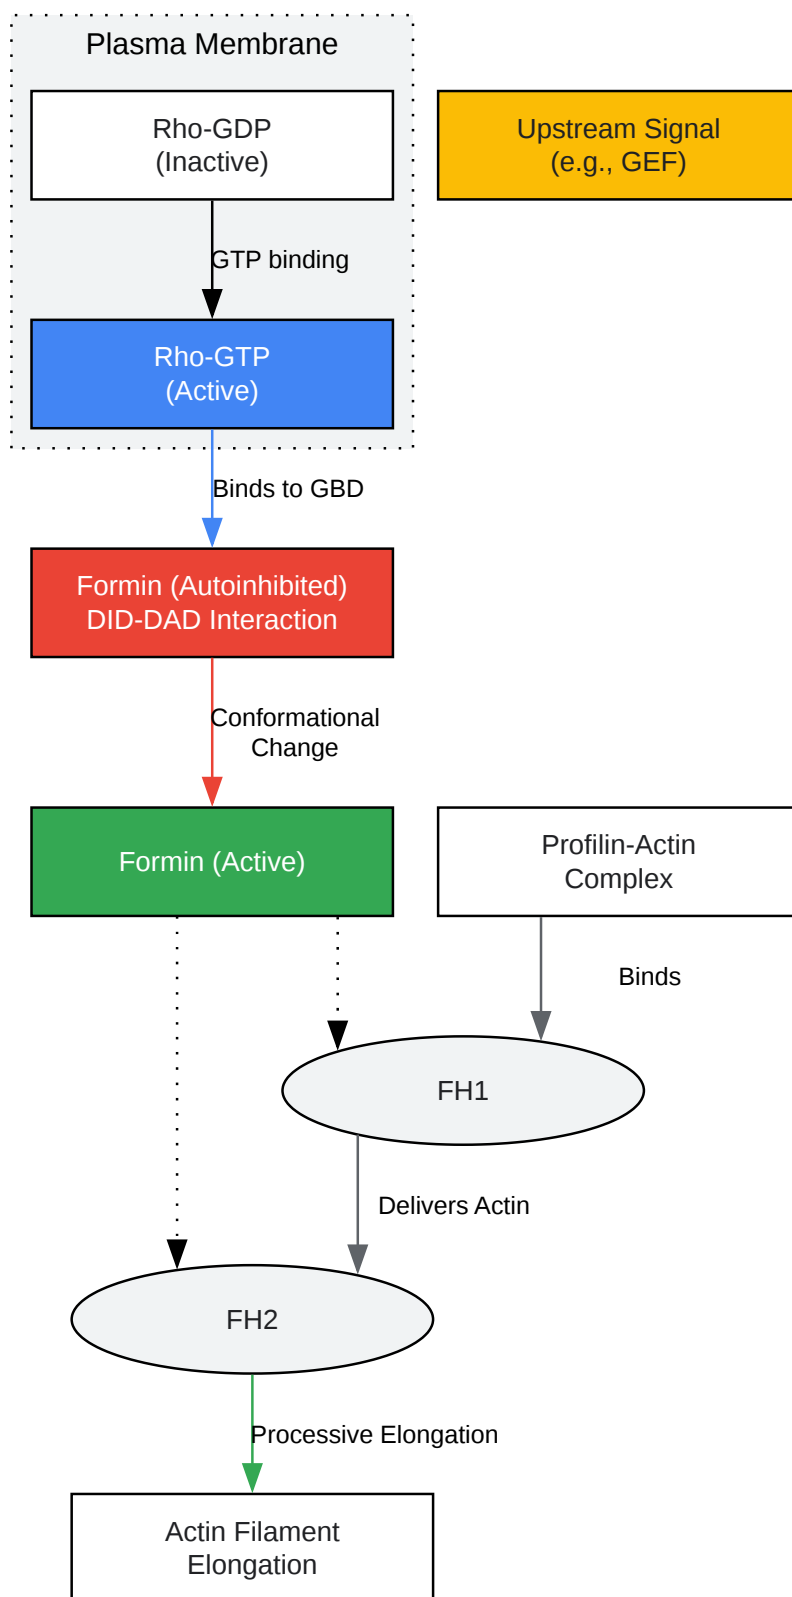 Plasma Membrane
Rho-GDP
(Inactive)
Upstream Signal
(e.g., GEF)
GTP binding
Rho-GTP
(Active)
Binds to GBD
Formin (Autoinhibited)
DID-DAD Interaction
Conformational
Change
Formin (Active)
Profilin-Actin
Complex
Binds
FH1
Delivers Actin
FH2
Processive Elongation
Actin Filament
Elongation